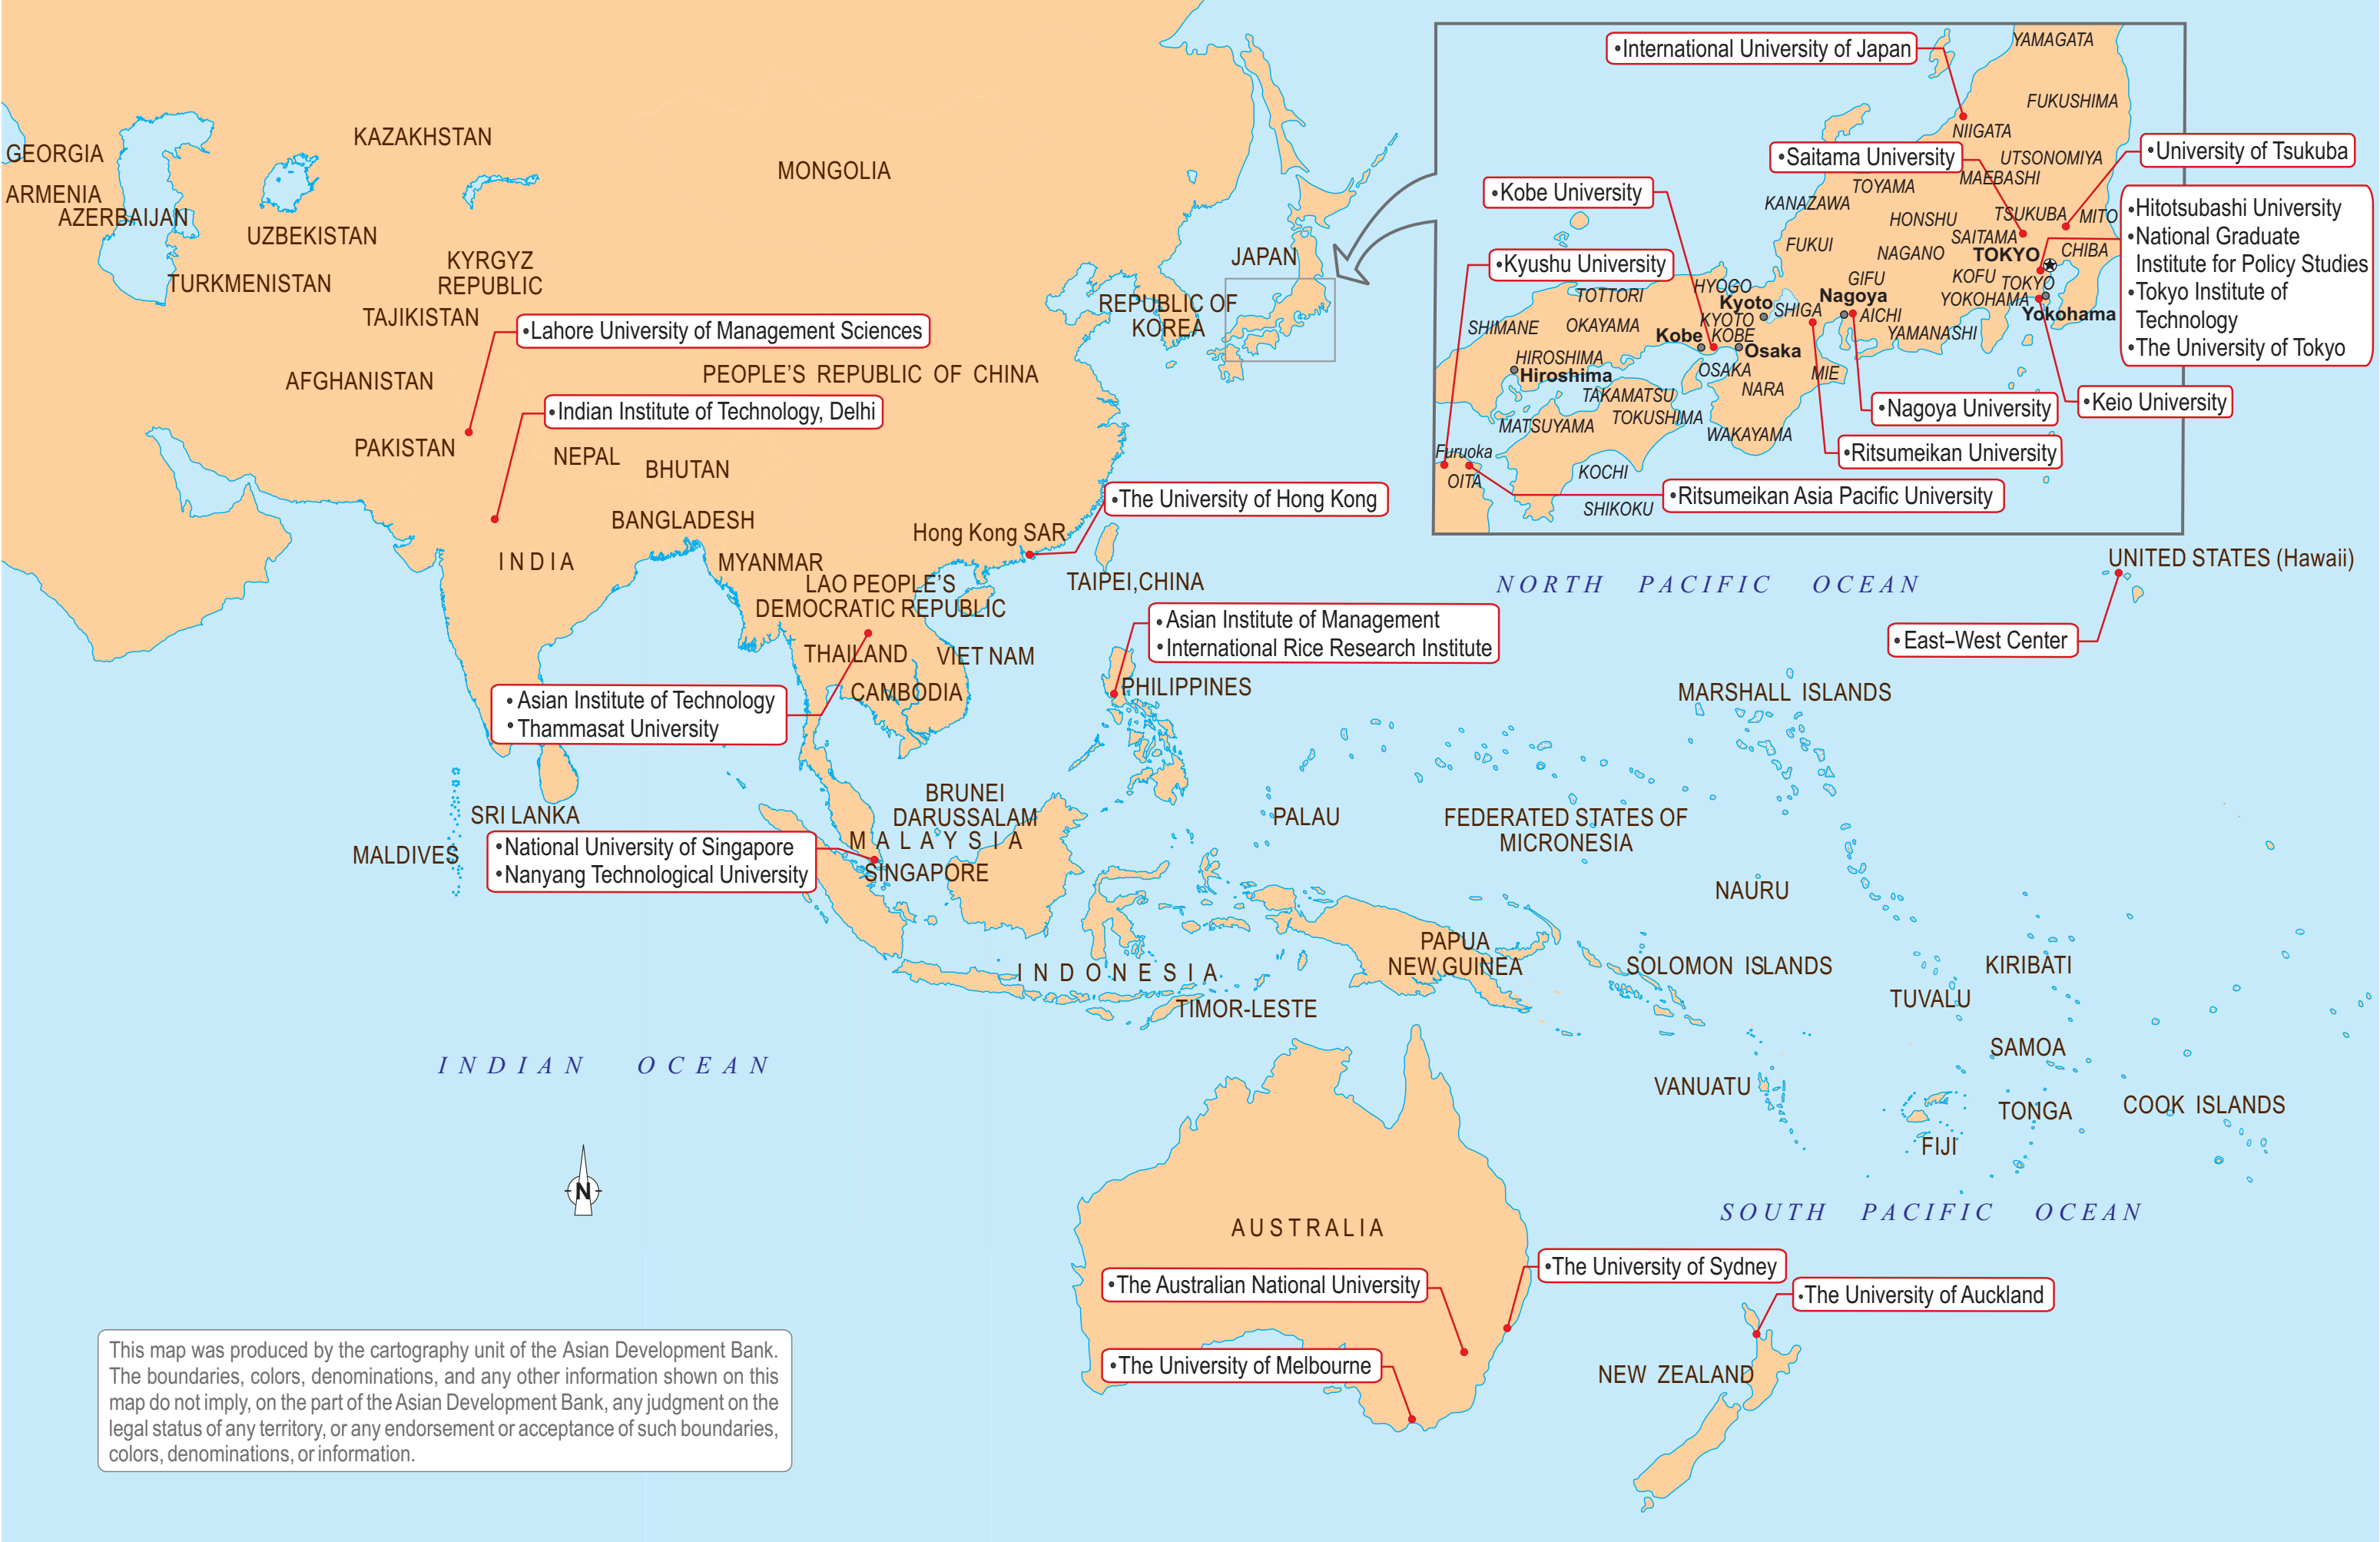 GEORGIA
ARMENIA
AZERBAIJAN
KAZAKHSTAN
UZBEKISTAN
TURKMENISTAN
KYRGYZ
REPUBLIC
TAJIKISTAN
MONGOLIA
JAPAN
REPUBLIC OF
KOREA
•Lahore University of Management Sciences
AFGHANISTAN
PEOPLE'S REPUBLIC OF CHINA
•Indian Institute of Technology, Delhi
PAKISTAN
NEPAL
BHUTAN
BANGLADESH
INDIA
MYANMAR
•The University of Hong Kong
Hong Kong SAR
TAIPEI,CHINA
LAO PEOPLE'S
DEMOCRATIC REPUBLIC
THAILAND
VIET NAM
CAMBODIA
• Asian Institute of Technology
• Thammasat University
• Asian Institute of Management
• International Rice Research Institute
PHILIPPINES
SRI LANKA
MALDIVES
BRUNEI
DARUSSALAM
MALAYSIA
SINGAPORE
•National University of Singapore
•Nanyang Technological University
INDONESIA
TIMOR-LESTE
•International University of Japan
YAMAGATA
FUKUSHIMA
NIIGATA
•Saitama University
UTSONOMIYA
MAEBASHI
•University of Tsukuba
TOYAMA
KANAZAWA
•Kobe University
HONSHU
TSUKUBA
MITO
•Hitotsubashi University
•National Graduate
Institute for Policy Studies
•Tokyo Institute of
Technology
•The University of Tokyo
FUKUI
NAGANO
SAITAMA
TOKYO
CHIBA
•Kyushu University
HYOGO
GIFU
KOFU
TOKYO
TOTTORI
Kyoto
SHIGA
Nagoya
YOKOHAMA
Yokohama
SHIMANE
OKAYAMA
KYOTO
AICHI
YAMANASHI
Kobe
KOBE
Osaka
HIROSHIMA
Hiroshima
OSAKA
MIE
NARA
TAKAMATSU
TOKUSHIMA
MATSUYAMA
WAKAYAMA
•Nagoya University
•Keio University
•Ritsumeikan University
Furuoka
OITA
KOCHI
•Ritsumeikan Asia Pacific University
SHIKOKU
NORTH PACIFIC OCEAN
UNITED STATES (Hawaii)
• East–West Center
MARSHALL ISLANDS
PALAU
FEDERATED STATES OF
MICRONESIA
NAURU
PAPUA
NEW GUINEA
SOLOMON ISLANDS
KIRIBATI
TUVALU
SAMOA
VANUATU
TONGA
COOK ISLANDS
FIJI
INDIAN OCEAN
N
SOUTH PACIFIC OCEAN
AUSTRALIA
•The Australian National University
•The University of Sydney
•The University of Auckland
•The University of Melbourne
NEW ZEALAND
This map was produced by the cartography unit of the Asian Development Bank.
The boundaries, colors, denominations, and any other information shown on this
map do not imply, on the part of the Asian Development Bank, any judgment on the
legal status of any territory, or any endorsement or acceptance of such boundaries,
colors, denominations, or information.